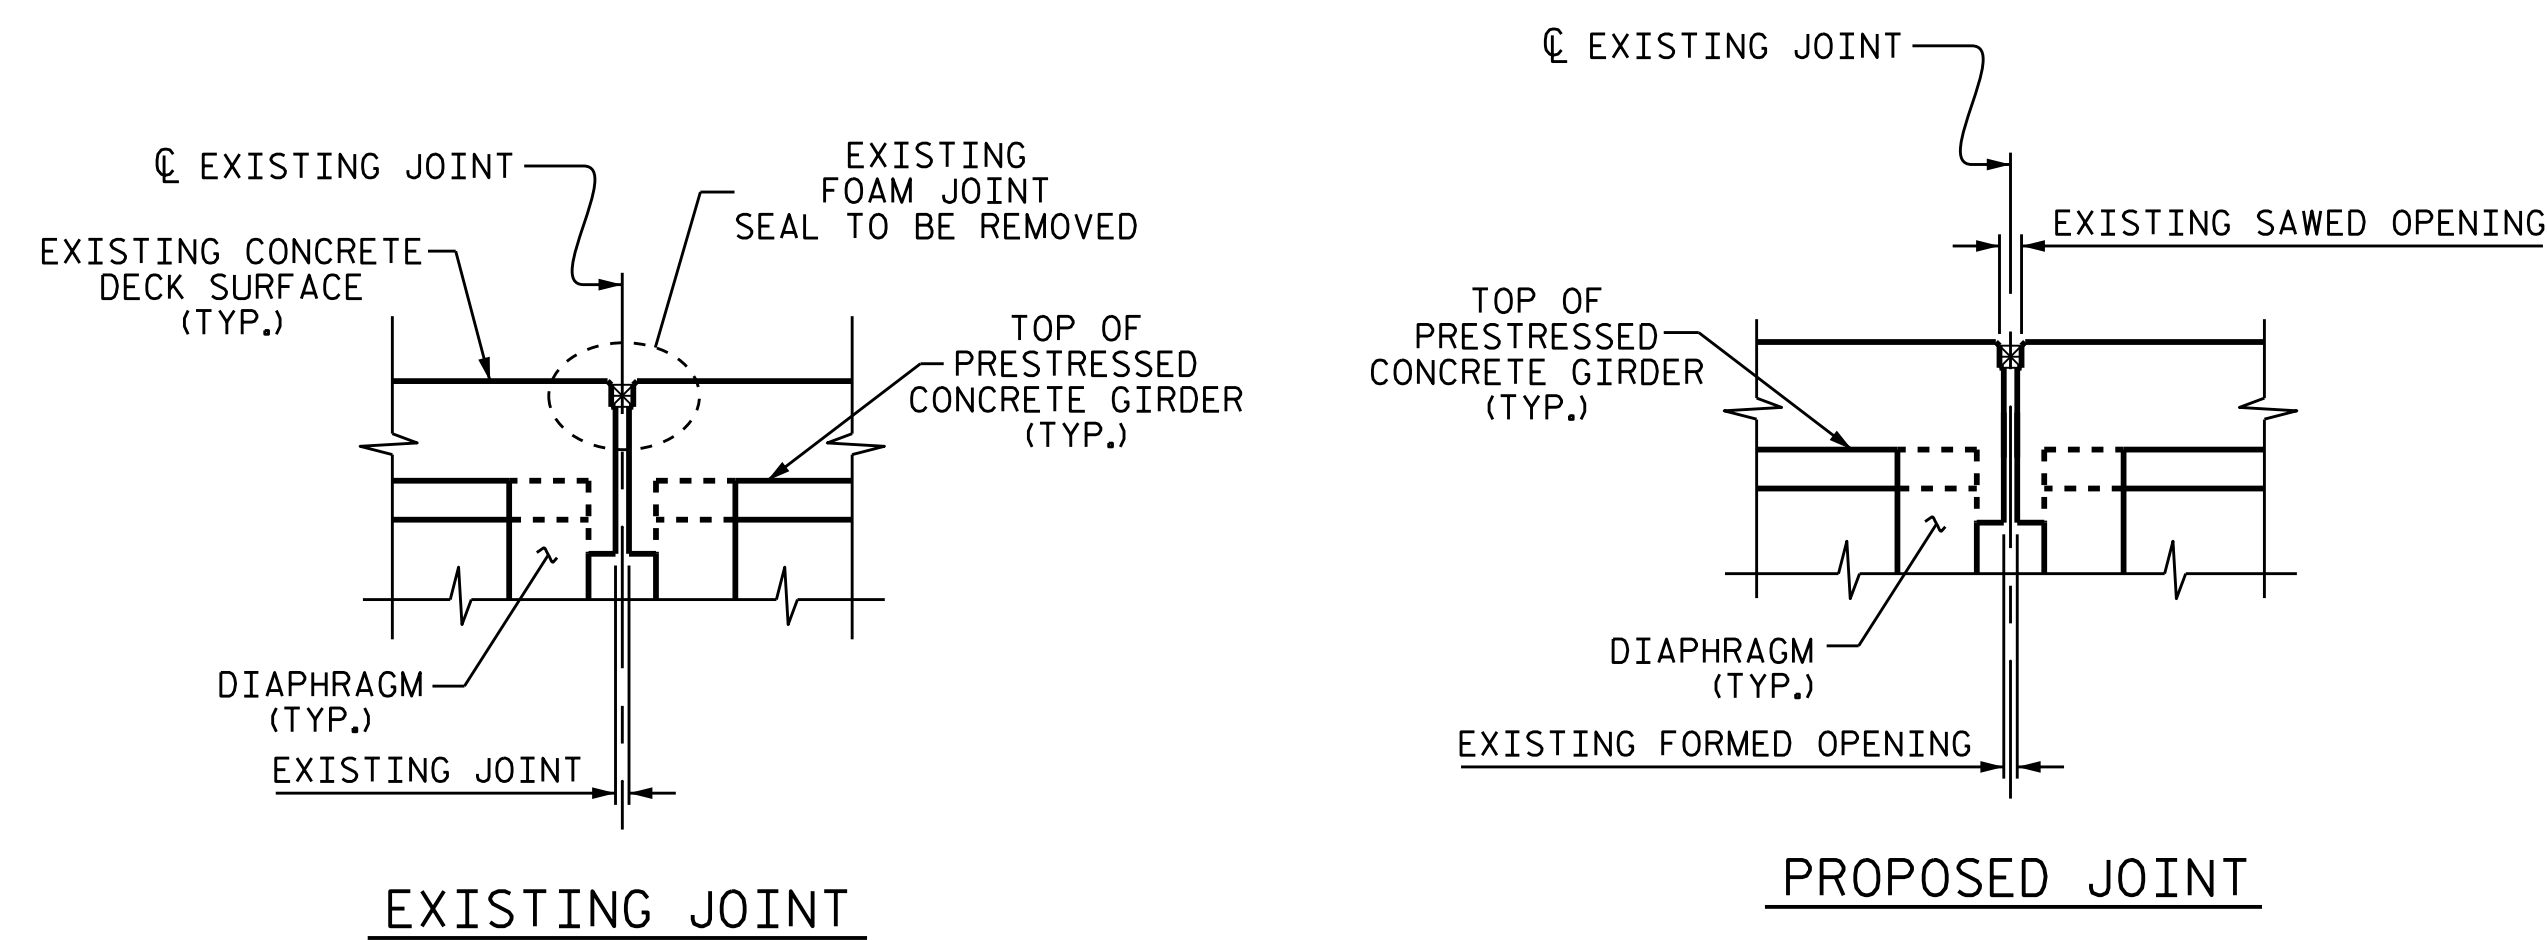 ℄ EXISTING JOINT
EXISTING
FOAM JOINT
SEAL TO BE REMOVED
EXISTING CONCRETE
DECK SURFACE
(TYP.)
TOP OF
PRESTRESSED
CONCRETE GIRDER
(TYP.)
DIAPHRAGM
(TYP.)
EXISTING JOINT
EXISTING JOINT
℄ EXISTING JOINT
EXISTING SAWED OPENING
TOP OF
PRESTRESSED
CONCRETE GIRDER
(TYP.)
DIAPHRAGM
(TYP.)
EXISTING FORMED OPENING
PROPOSED JOINT